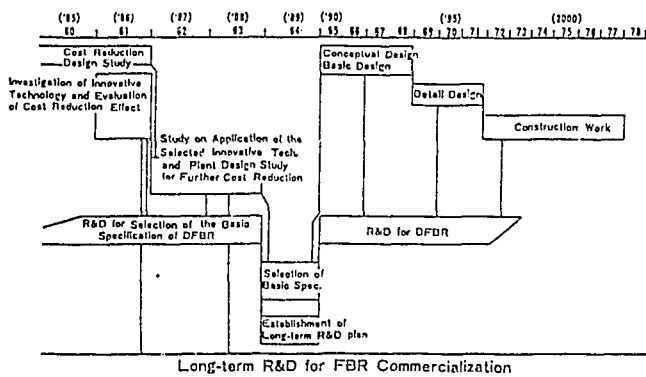 ('85) ('86) ('87) ('88) ('89) ('90) ('95) (2000)
60 61 62 63 64 65 66 67 68 69 70 71 72 73 74 75 76 77 78
Cost Reduction
Design Study
Investigation of Innovative
Technology and Evaluation
of Cost Reduction Effect
Study on Application of the
Selected Innovative Tech.
and Plant Design Study
for Further Cost Reduction
Conceptual Design
Basic Design
Detail Design
Construction Work
R&D for Selection of the Basic
Specification of DFBR
R&D for DFBR
Selection of
Basic Spec.
Establishment of
Long-term R&D plan
Long-term R&D for FBR Commercialization